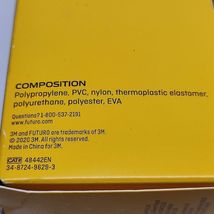 COMPOSITION
Polypropylene, PVC, nylon, thermoplastic elastomer,
polyurethane, polyester, EVA
Questions? 1-800-537-2191
www.futuro.com
3M and FUTURO are trademarks of 3M.
© 2020 3M. All rights reserved.
Made in China for 3M.
CAT# 48442EN
34-8724-9629-3